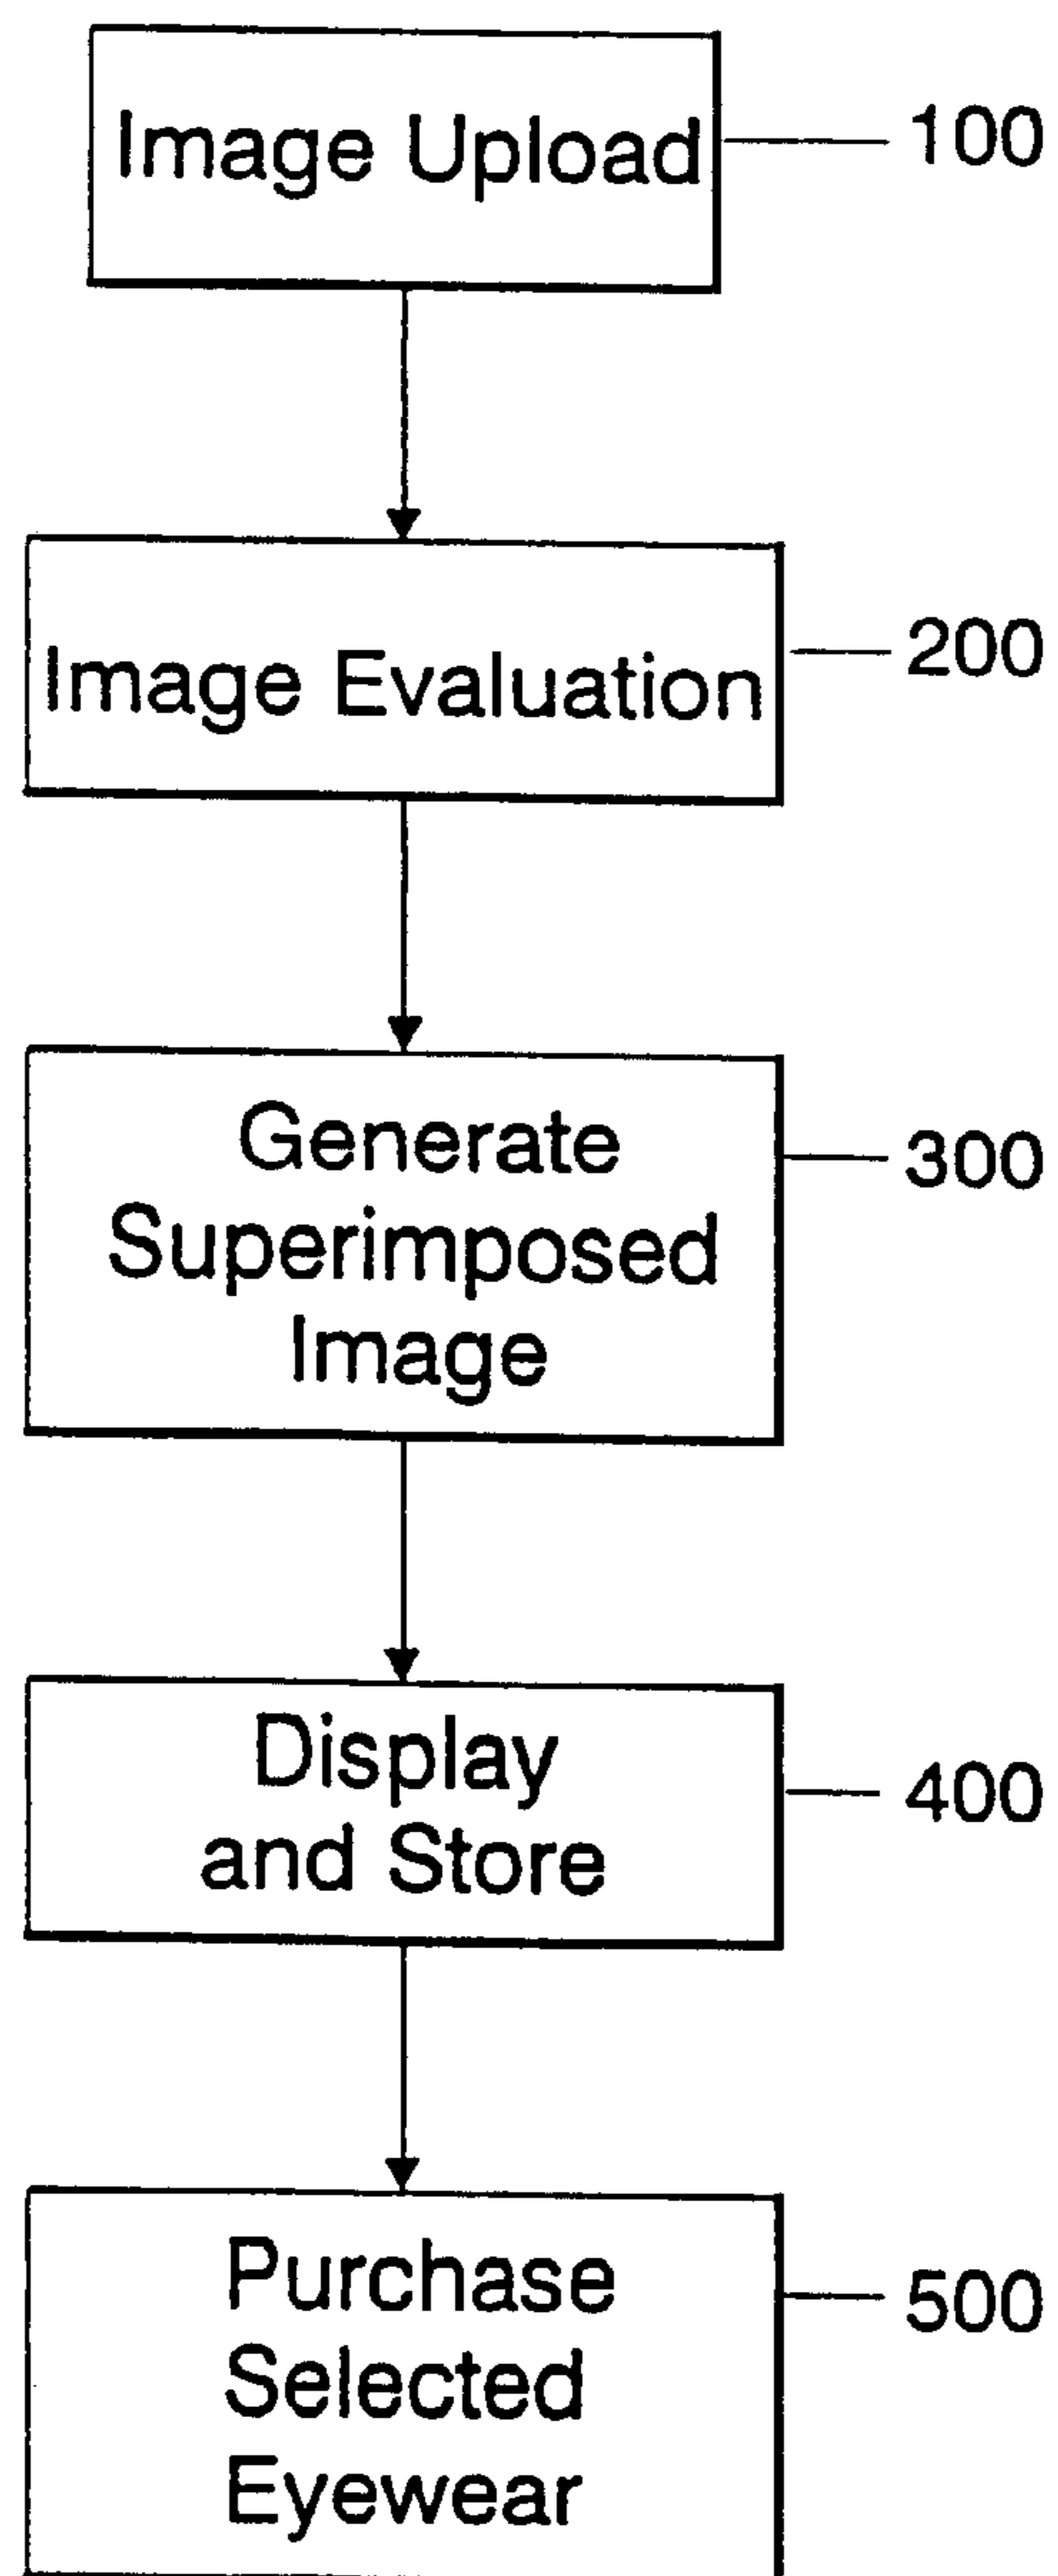 Image Upload
100
Image Evaluation
200
Generate
300
Superimposed
Image
Display
400
and Store
Purchase
500
Selected
Eyewear